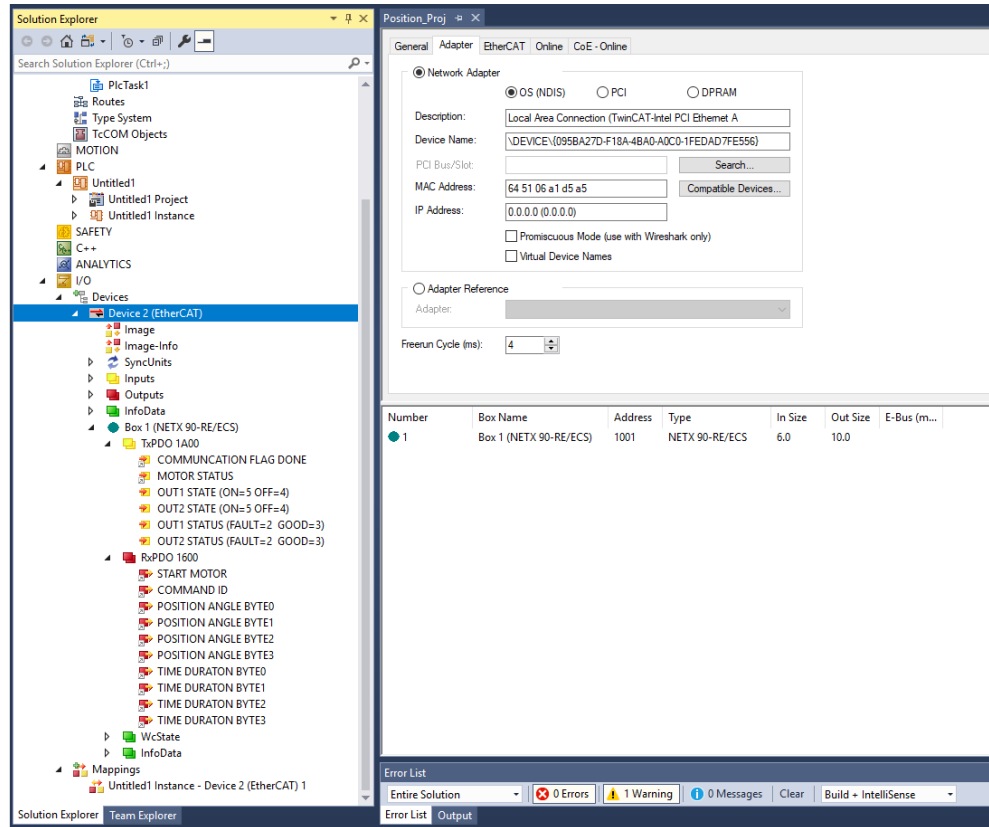 Solution Explorer
Search Solution Explorer (Ctrl+;)
PlcTask1
Routes
Type System
TcCOM Objects
MOTION
PLC
Untitled1
Untitled1 Project
Untitled1 Instance
SAFETY
C++
ANALYTICS
I/O
Devices
Device 2 (EtherCAT)
Image
Image-Info
SyncUnits
Inputs
Outputs
InfoData
Box 1 (NETX 90-RE/ECS)
TxPDO 1A00
COMMUNCATION FLAG DONE
MOTOR STATUS
OUT1 STATE (ON=5 OFF=4)
OUT2 STATE (ON=5 OFF=4)
OUT1 STATUS (FAULT=2 GOOD=3)
OUT2 STATUS (FAULT=2 GOOD=3)
RxPDO 1600
START MOTOR
COMMAND ID
POSITION ANGLE BYTE0
POSITION ANGLE BYTE1
POSITION ANGLE BYTE2
POSITION ANGLE BYTE3
TIME DURATON BYTE0
TIME DURATON BYTE1
TIME DURATON BYTE2
TIME DURATON BYTE3
WcState
InfoData
Mappings
Untitled1 Instance - Device 2 (EtherCAT) 1
Solution Explorer Team Explorer
Position_Proj
General Adapter EtherCAT Online CoE - Online
Network Adapter
OS (NDIS) PCI DPRAM
Description: Local Area Connection (TwinCAT-Intel PCI Ethernet A
Device Name: \DEVICE\{095BA27D-F18A-4BA0-A0C0-1FEDAD7FE556}
PCI Bus/Slot: Search...
MAC Address: 64 51 06 a1 d5 a5 Compatible Devices...
IP Address: 0.0.0.0 (0.0.0.0)
Promiscuous Mode (use with Wireshark only)
Virtual Device Names
Adapter Reference
Adapter:
Freerun Cycle (ms): 4
Number Box Name Address Type In Size Out Size E-Bus (m...
1 Box 1 (NETX 90-RE/ECS) 1001 NETX 90-RE/ECS 6.0 10.0
Error List
Entire Solution 0 Errors 1 Warning 0 Messages Clear Build + IntelliSense
Error List Output